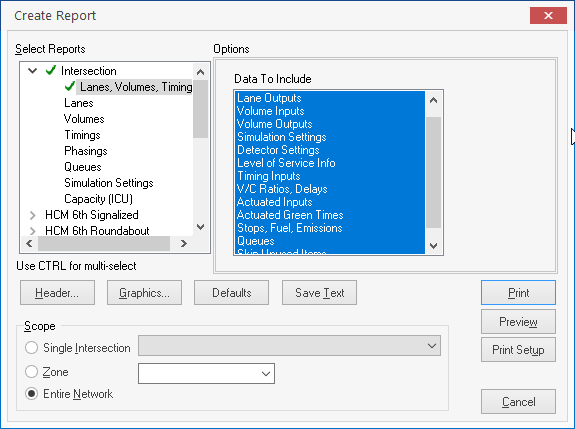 Create Report
Select Reports
Options
Intersection
Lanes, Volumes, Timing
Lanes
Volumes
Timings
Phasings
Queues
Simulation Settings
Capacity (ICU)
HCM 6th Signalized
HCM 6th Roundabout
Data To Include
Lane Outputs
Volume Inputs
Volume Outputs
Simulation Settings
Detector Settings
Level of Service Info
Timing Inputs
V/C Ratios, Delays
Actuated Inputs
Actuated Green Times
Stops, Fuel, Emissions
Queues
Skip Unused Items
Use CTRL for multi-select
Header...
Graphics...
Defaults
Save Text
Print
Preview
Print Setup
Cancel
Scope
Single Intersection
Zone
Entire Network